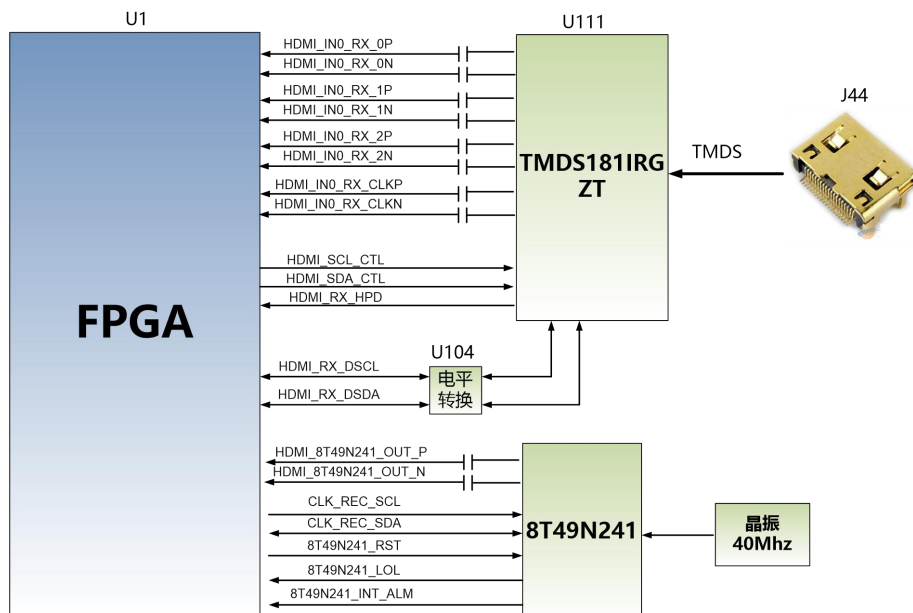 U1
U111
HDMI_IN0_RX_0P
HDMI_IN0_RX_0N
HDMI_IN0_RX_1P
HDMI_IN0_RX_1N
HDMI_IN0_RX_2P
HDMI_IN0_RX_2N
HDMI_IN0_RX_CLKP
HDMI_IN0_RX_CLKN
TMDS181IRG
ZT
TMDS
J44
HDMI_SCL_CTL
HDMI_SDA_CTL
HDMI_RX_HPD
FPGA
U104
HDMI_RX_DSCL
HDMI_RX_DSDA
电平
转换
HDMI_8T49N241_OUT_P
HDMI_8T49N241_OUT_N
CLK_REC_SCL
CLK_REC_SDA
8T49N241_RST
8T49N241_LOL
8T49N241_INT_ALM
8T49N241
晶振
40Mhz